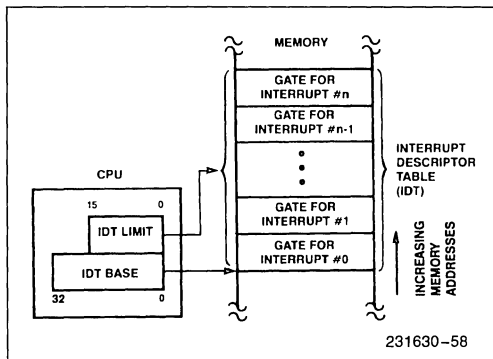 MEMORY
GATE FOR
INTERRUPT #n
GATE FOR
INTERRUPT #n-1
INTERRUPT
DESCRIPTOR
TABLE
(IDT)
CPU
15 0
IDT LIMIT
IDT BASE
32 0
GATE FOR
INTERRUPT #1
GATE FOR
INTERRUPT #0
INCREASING
MEMORY
ADDRESSES
231630-58